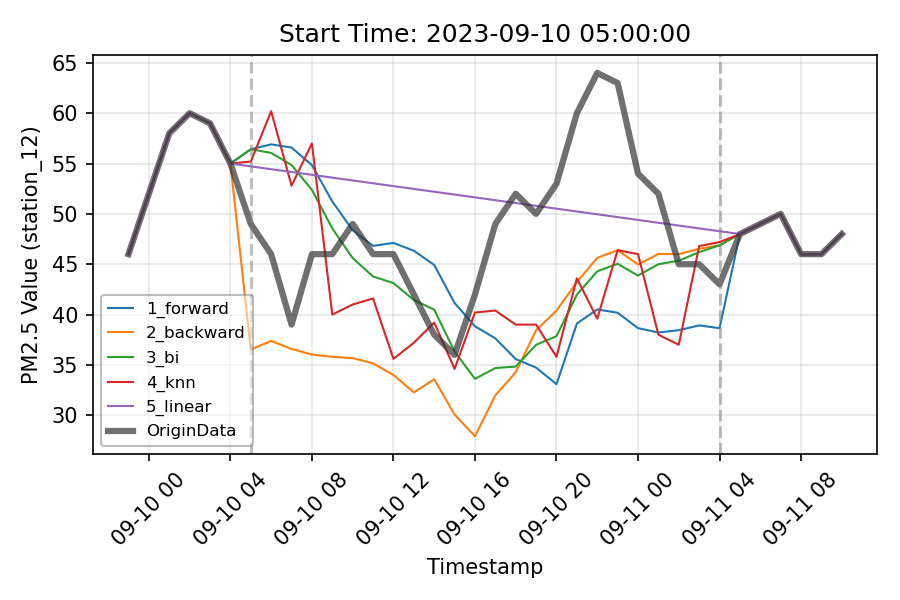 Start Time: 2023-09-10 05:00:00
PM2.5 Value (station_12)
65
60
55
50
45
40
35
30
1_forward
2_backward
3_bi
4_knn
5_linear
OriginData
09-10 00
09-10 04
09-10 08
09-10 12
09-10 16
09-10 20
09-11 00
09-11 04
09-11 08
Timestamp